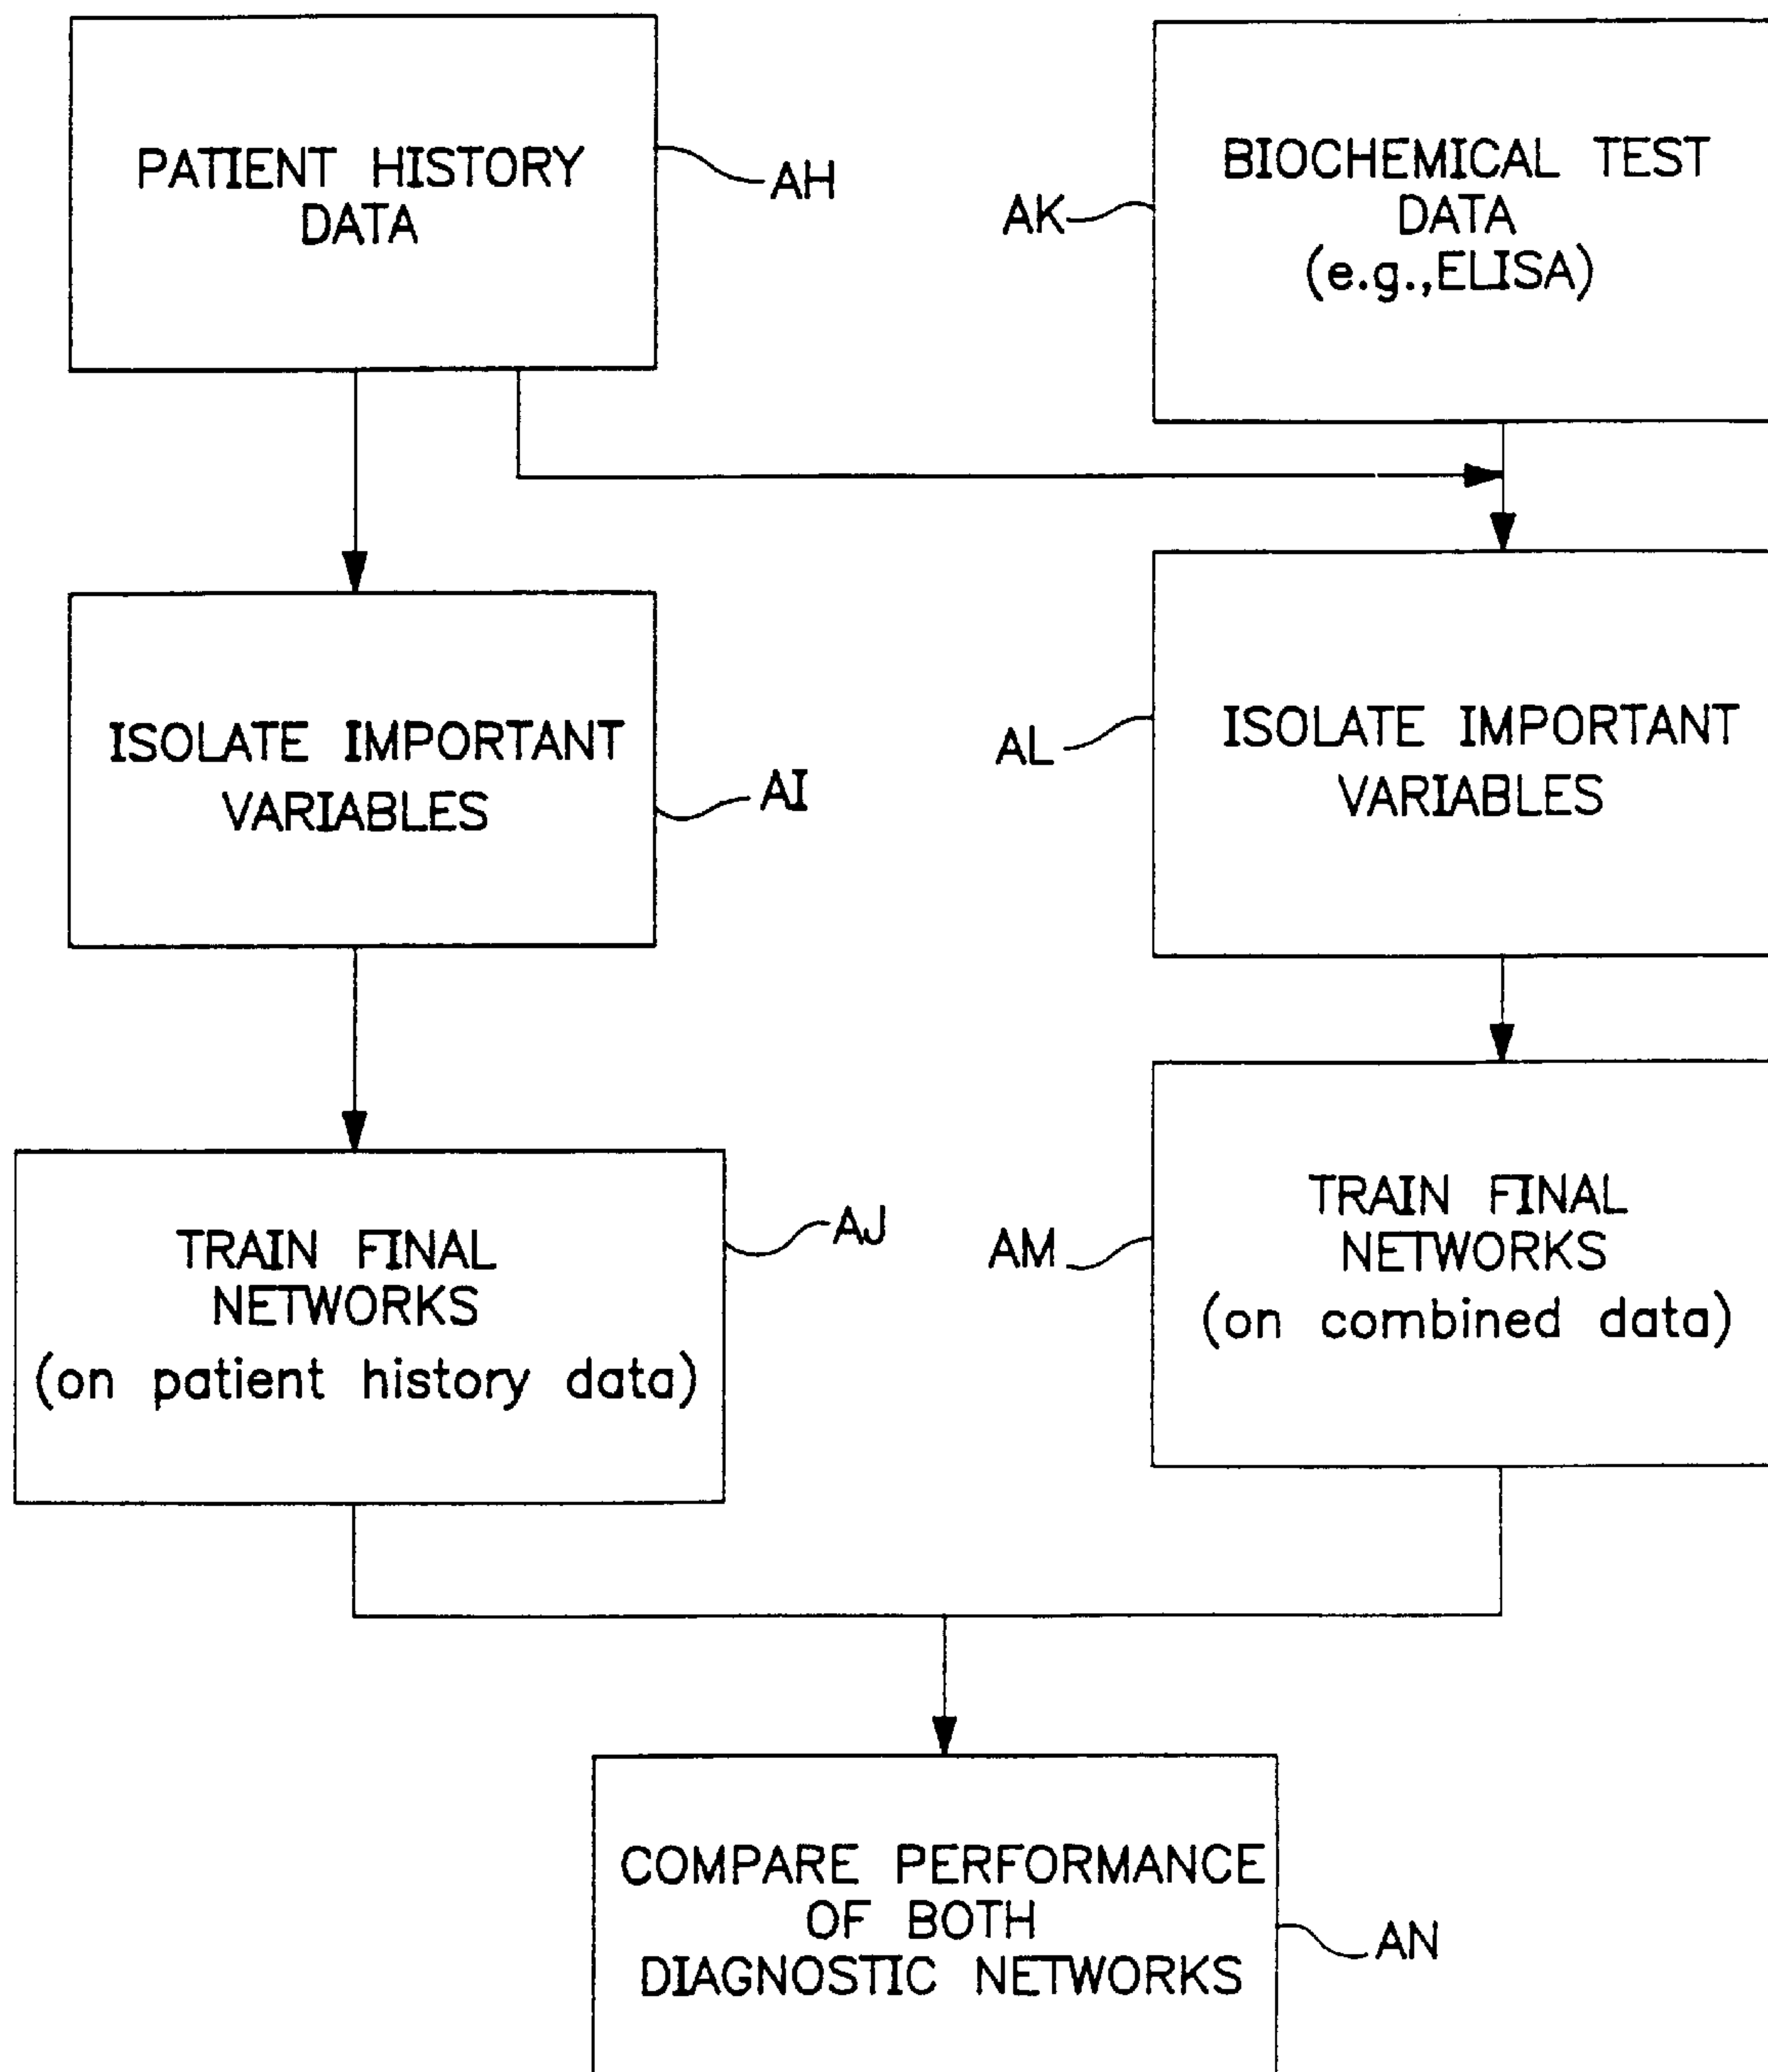 PATIENT HISTORY
DATA
AH
AK
BIOCHEMICAL TEST
DATA
(e.g.,ELISA)
ISOLATE IMPORTANT
VARIABLES
AI
AL
ISOLATE IMPORTANT
VARIABLES
TRAIN FINAL
NETWORKS
(on patient history data)
AJ
AM
TRAIN FINAL
NETWORKS
(on combined data)
COMPARE PERFORMANCE
OF BOTH
DIAGNOSTIC NETWORKS
AN